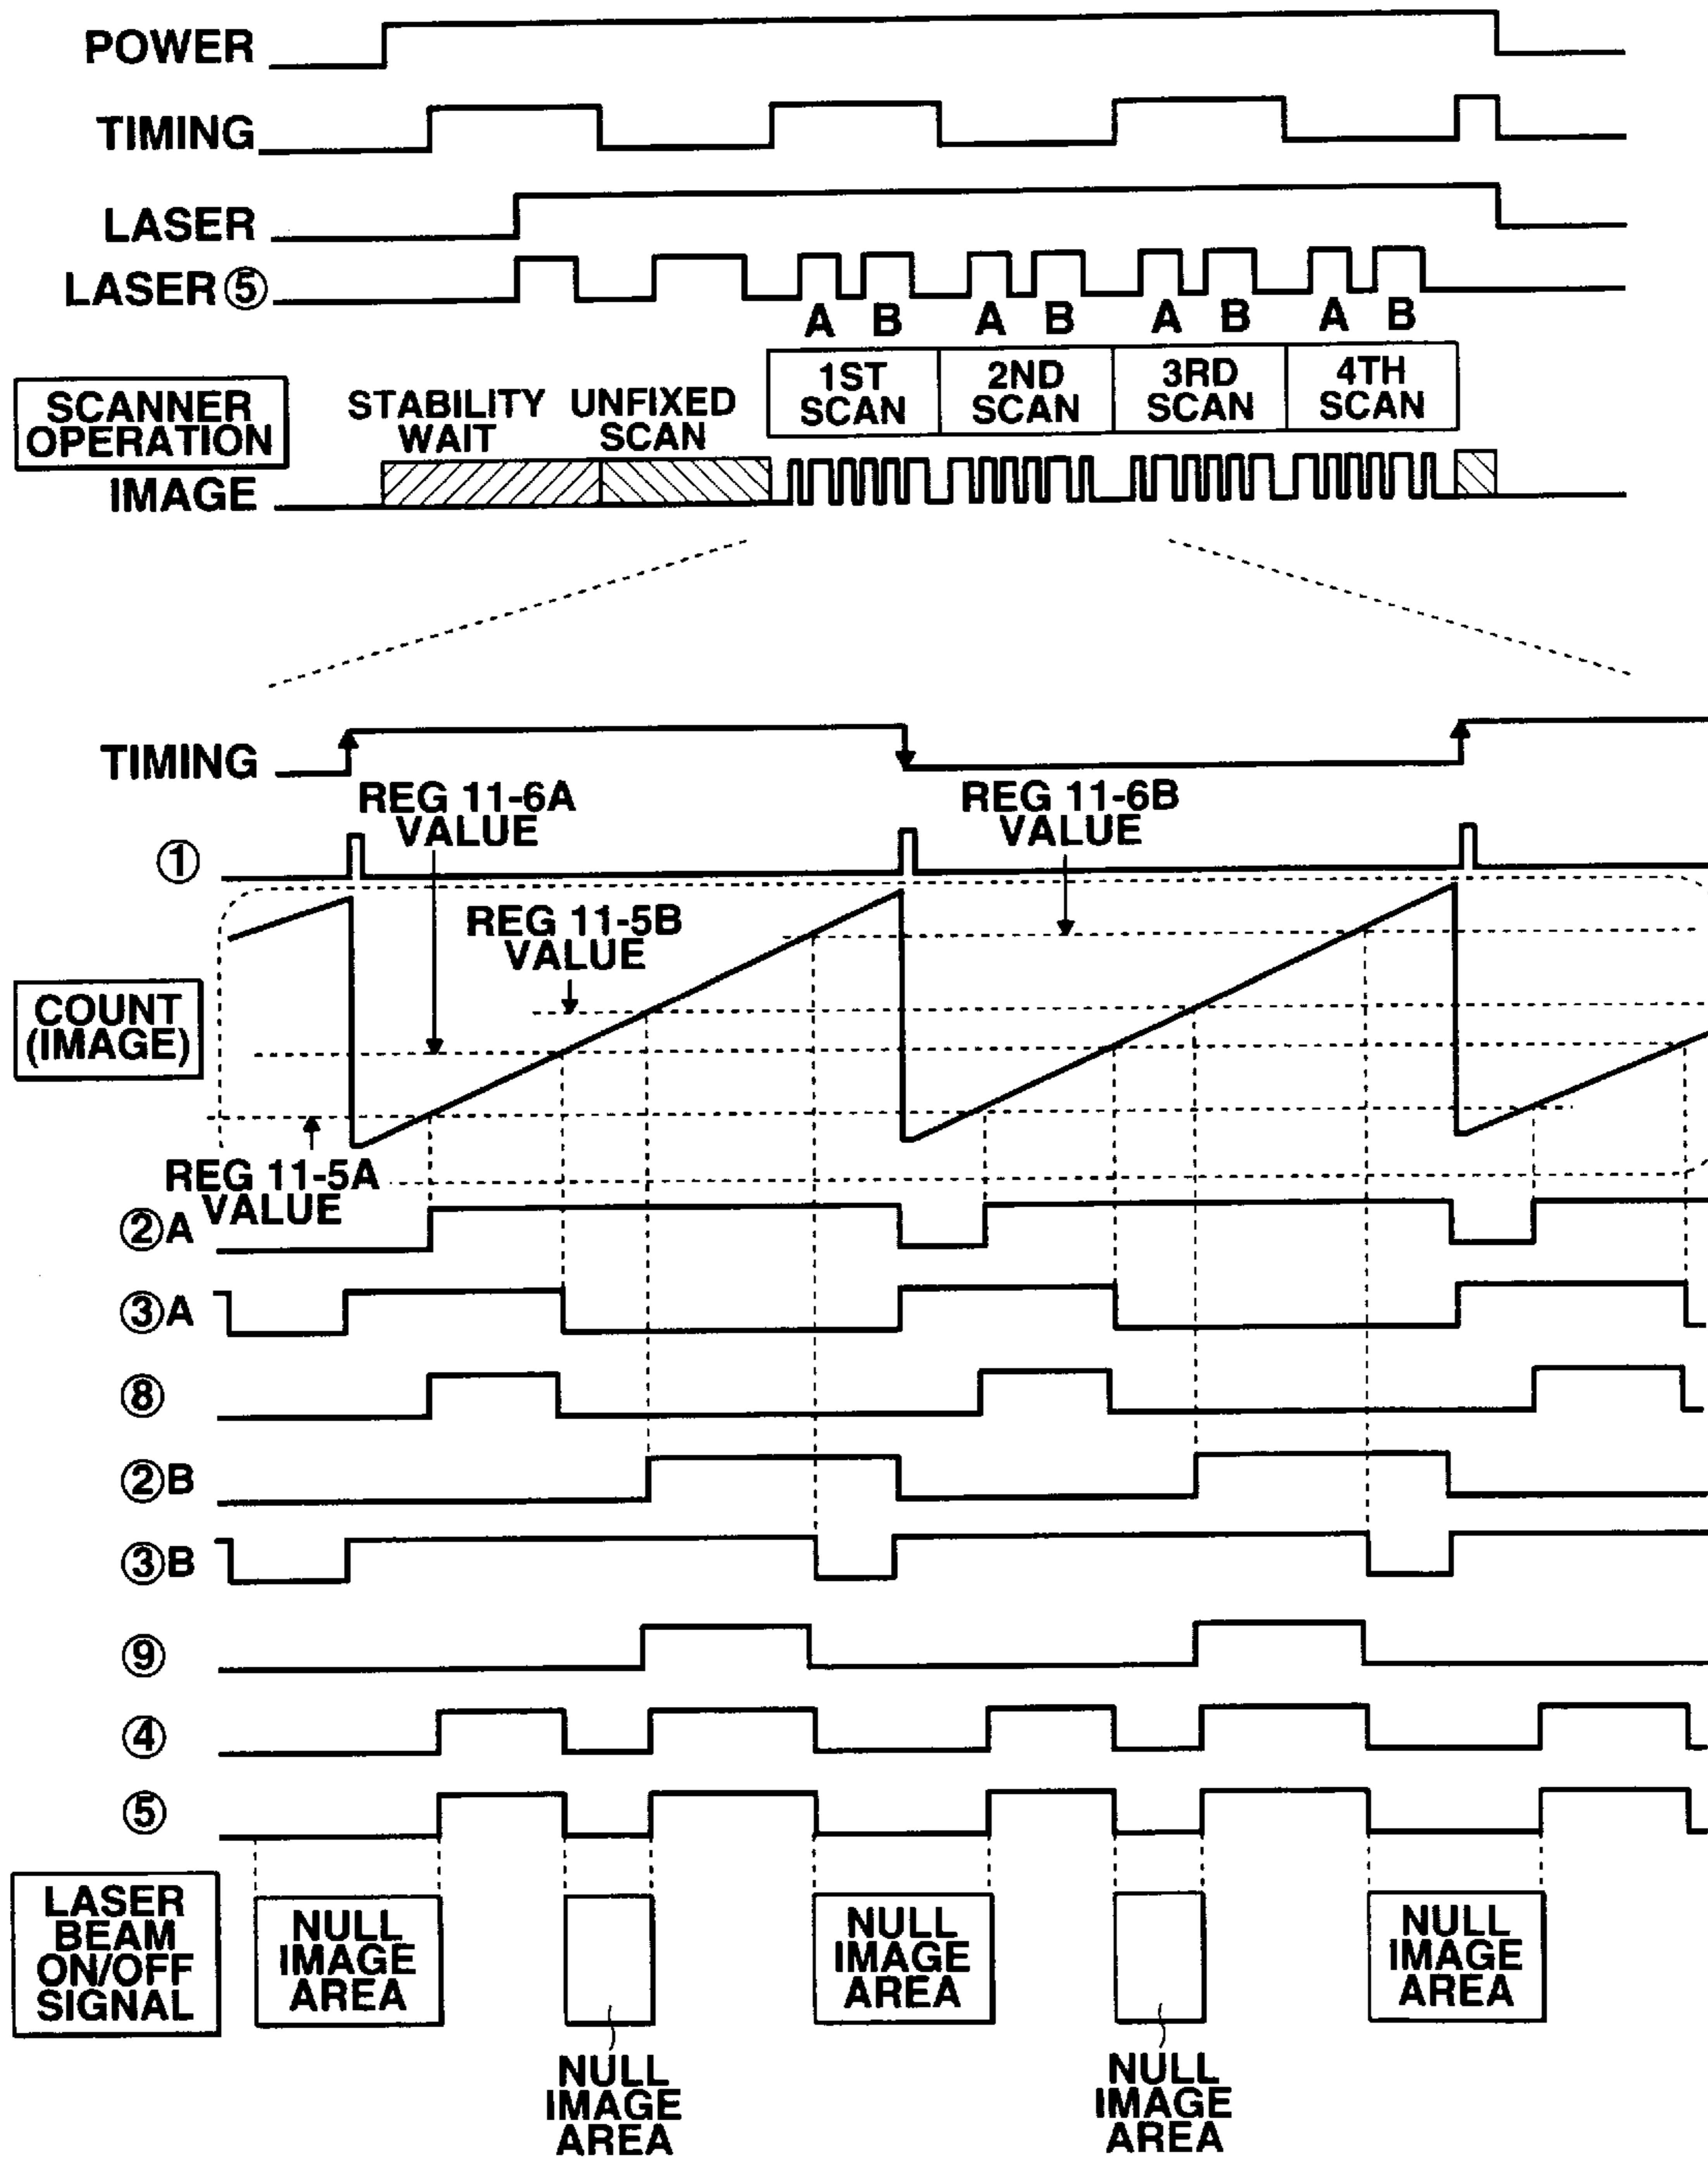 POWER
TIMING
LASER
LASER⑤
A B A B A B A B
SCANNER
OPERATION
STABILITY
WAIT
UNFIXED
SCAN
1ST
SCAN
2ND
SCAN
3RD
SCAN
4TH
SCAN
IMAGE
TIMING
REG 11-6A
VALUE
REG 11-6B
VALUE
①
REG 11-5B
VALUE
COUNT
(IMAGE)
REG 11-5A
VALUE
②A
③A
⑧
②B
③B
⑨
④
⑤
LASER
BEAM
ON/OFF
SIGNAL
NULL
IMAGE
AREA
NULL
IMAGE
AREA
NULL
IMAGE
AREA
NULL
IMAGE
AREA
NULL
IMAGE
AREA